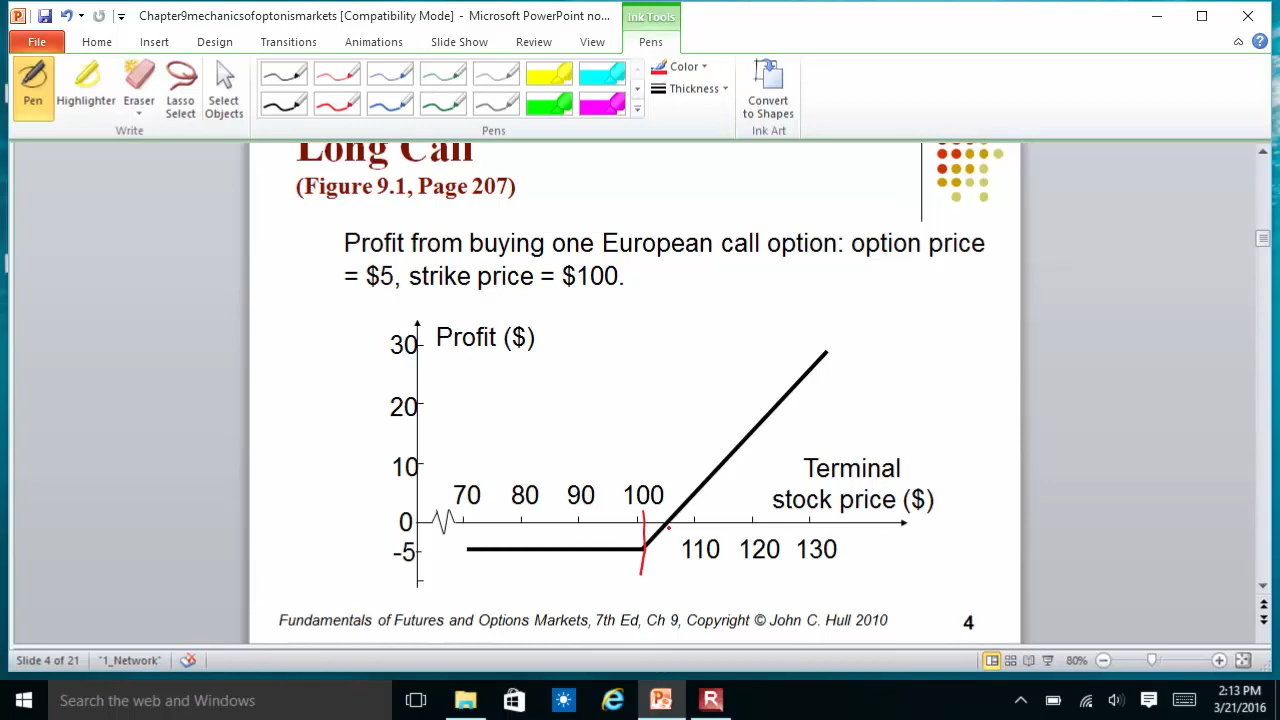 Chapter9mechanicsofoptonismarkets [Compatibility Mode] - Microsoft PowerPoint no...
Ink Tools
File Home Insert Design Transitions Animations Slide Show Review View Pens
Pen Highlighter Eraser Lasso Select Select Objects
Color
Thickness
Convert to Shapes
Write Pens Ink Art
Long Call
(Figure 9.1, Page 207)
Profit from buying one European call option: option price
= $5, strike price = $100.
30 Profit ($)
20
10
Terminal
70 80 90 100 stock price ($)
0
-5 110 120 130
Fundamentals of Futures and Options Markets, 7th Ed, Ch 9, Copyright © John C. Hull 2010 4
Slide 4 of 21 "1_Network" 80%
Search the web and Windows
2:13 PM
3/21/2016